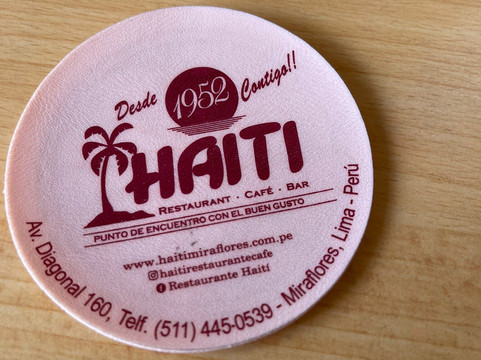 Desde 1952 Contigo!!
HAITI
RESTAURANT · CAFÉ · BAR
PUNTO DE ENCUENTRO CON EL BUEN GUSTO
www.haitimiraflores.com.pe
haitirestaurantecafe
Restaurante Haití
Av. Diagonal 160, Telf. (511) 445-0539 - Miraflores, Lima - Perú